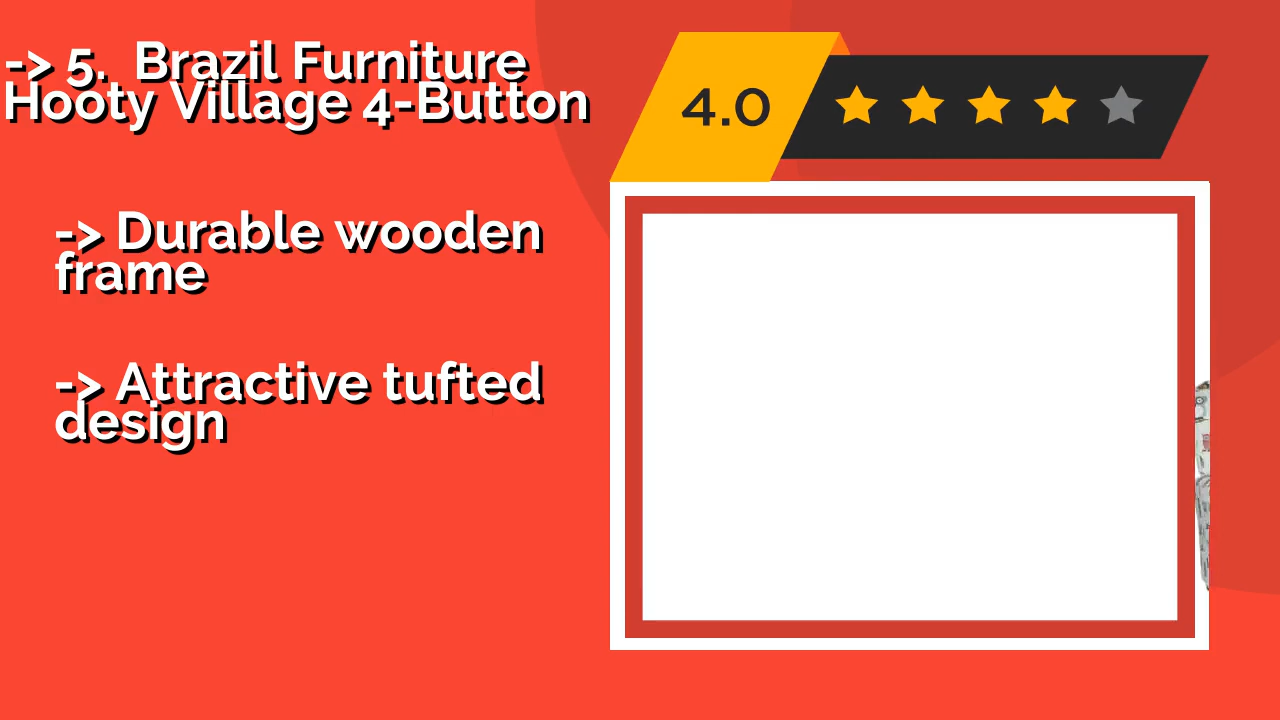 -> 5.  Brazil Furniture
Hooty Village 4-Button
4.0
-> Durable wooden
frame
-> Attractive tufted
design